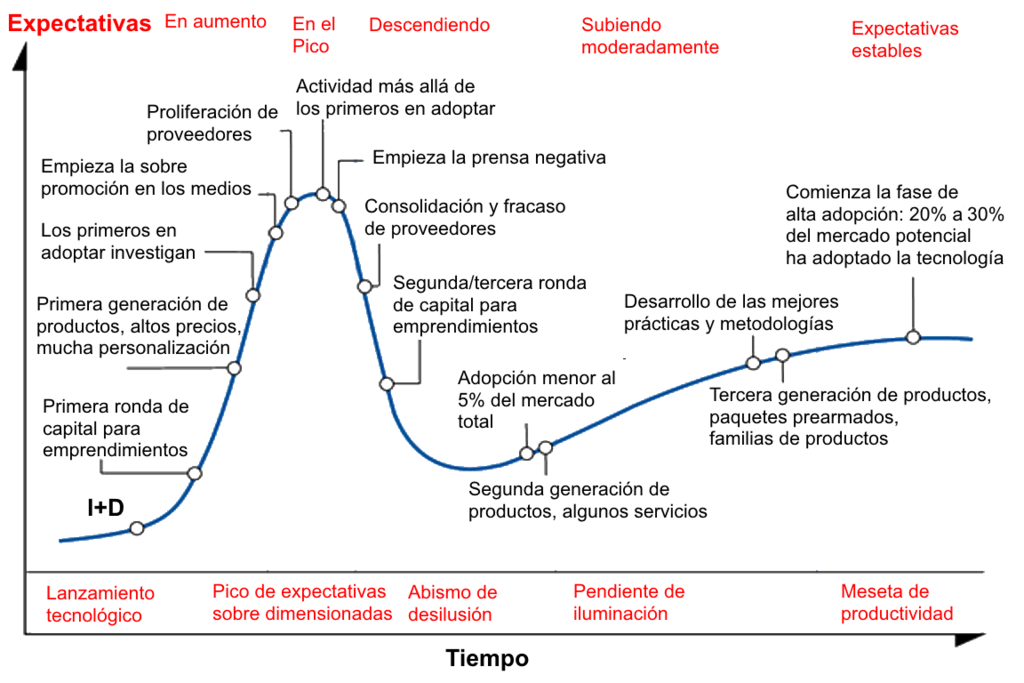 Expectativas
En aumento
En el
Pico
Descendiendo
Subiendo
moderadamente
Expectativas
estables
Actividad más allá de
los primeros en adoptar
Proliferación de
proveedores
Empieza la prensa negativa
Empieza la sobre
promoción en los medios
Consolidación y fracaso
de proveedores
Comienza la fase de
alta adopción: 20% a 30%
del mercado potencial
ha adoptado la tecnología
Los primeros en
adoptar investigan
Segunda/tercera ronda
de capital para
emprendimientos
Primera generación de
productos, altos precios,
mucha personalización
Desarrollo de las mejores
prácticas y metodologías
Adopción menor al
5% del mercado
total
Tercera generación de productos,
paquetes prearmados,
familias de productos
Primera ronda de
capital para
emprendimientos
Segunda generación de
productos, algunos servicios
I+D
Lanzamiento
tecnológico
Pico de expectativas
sobre dimensionadas
Abismo de
desilusión
Pendiente de
iluminación
Meseta de
productividad
Tiempo